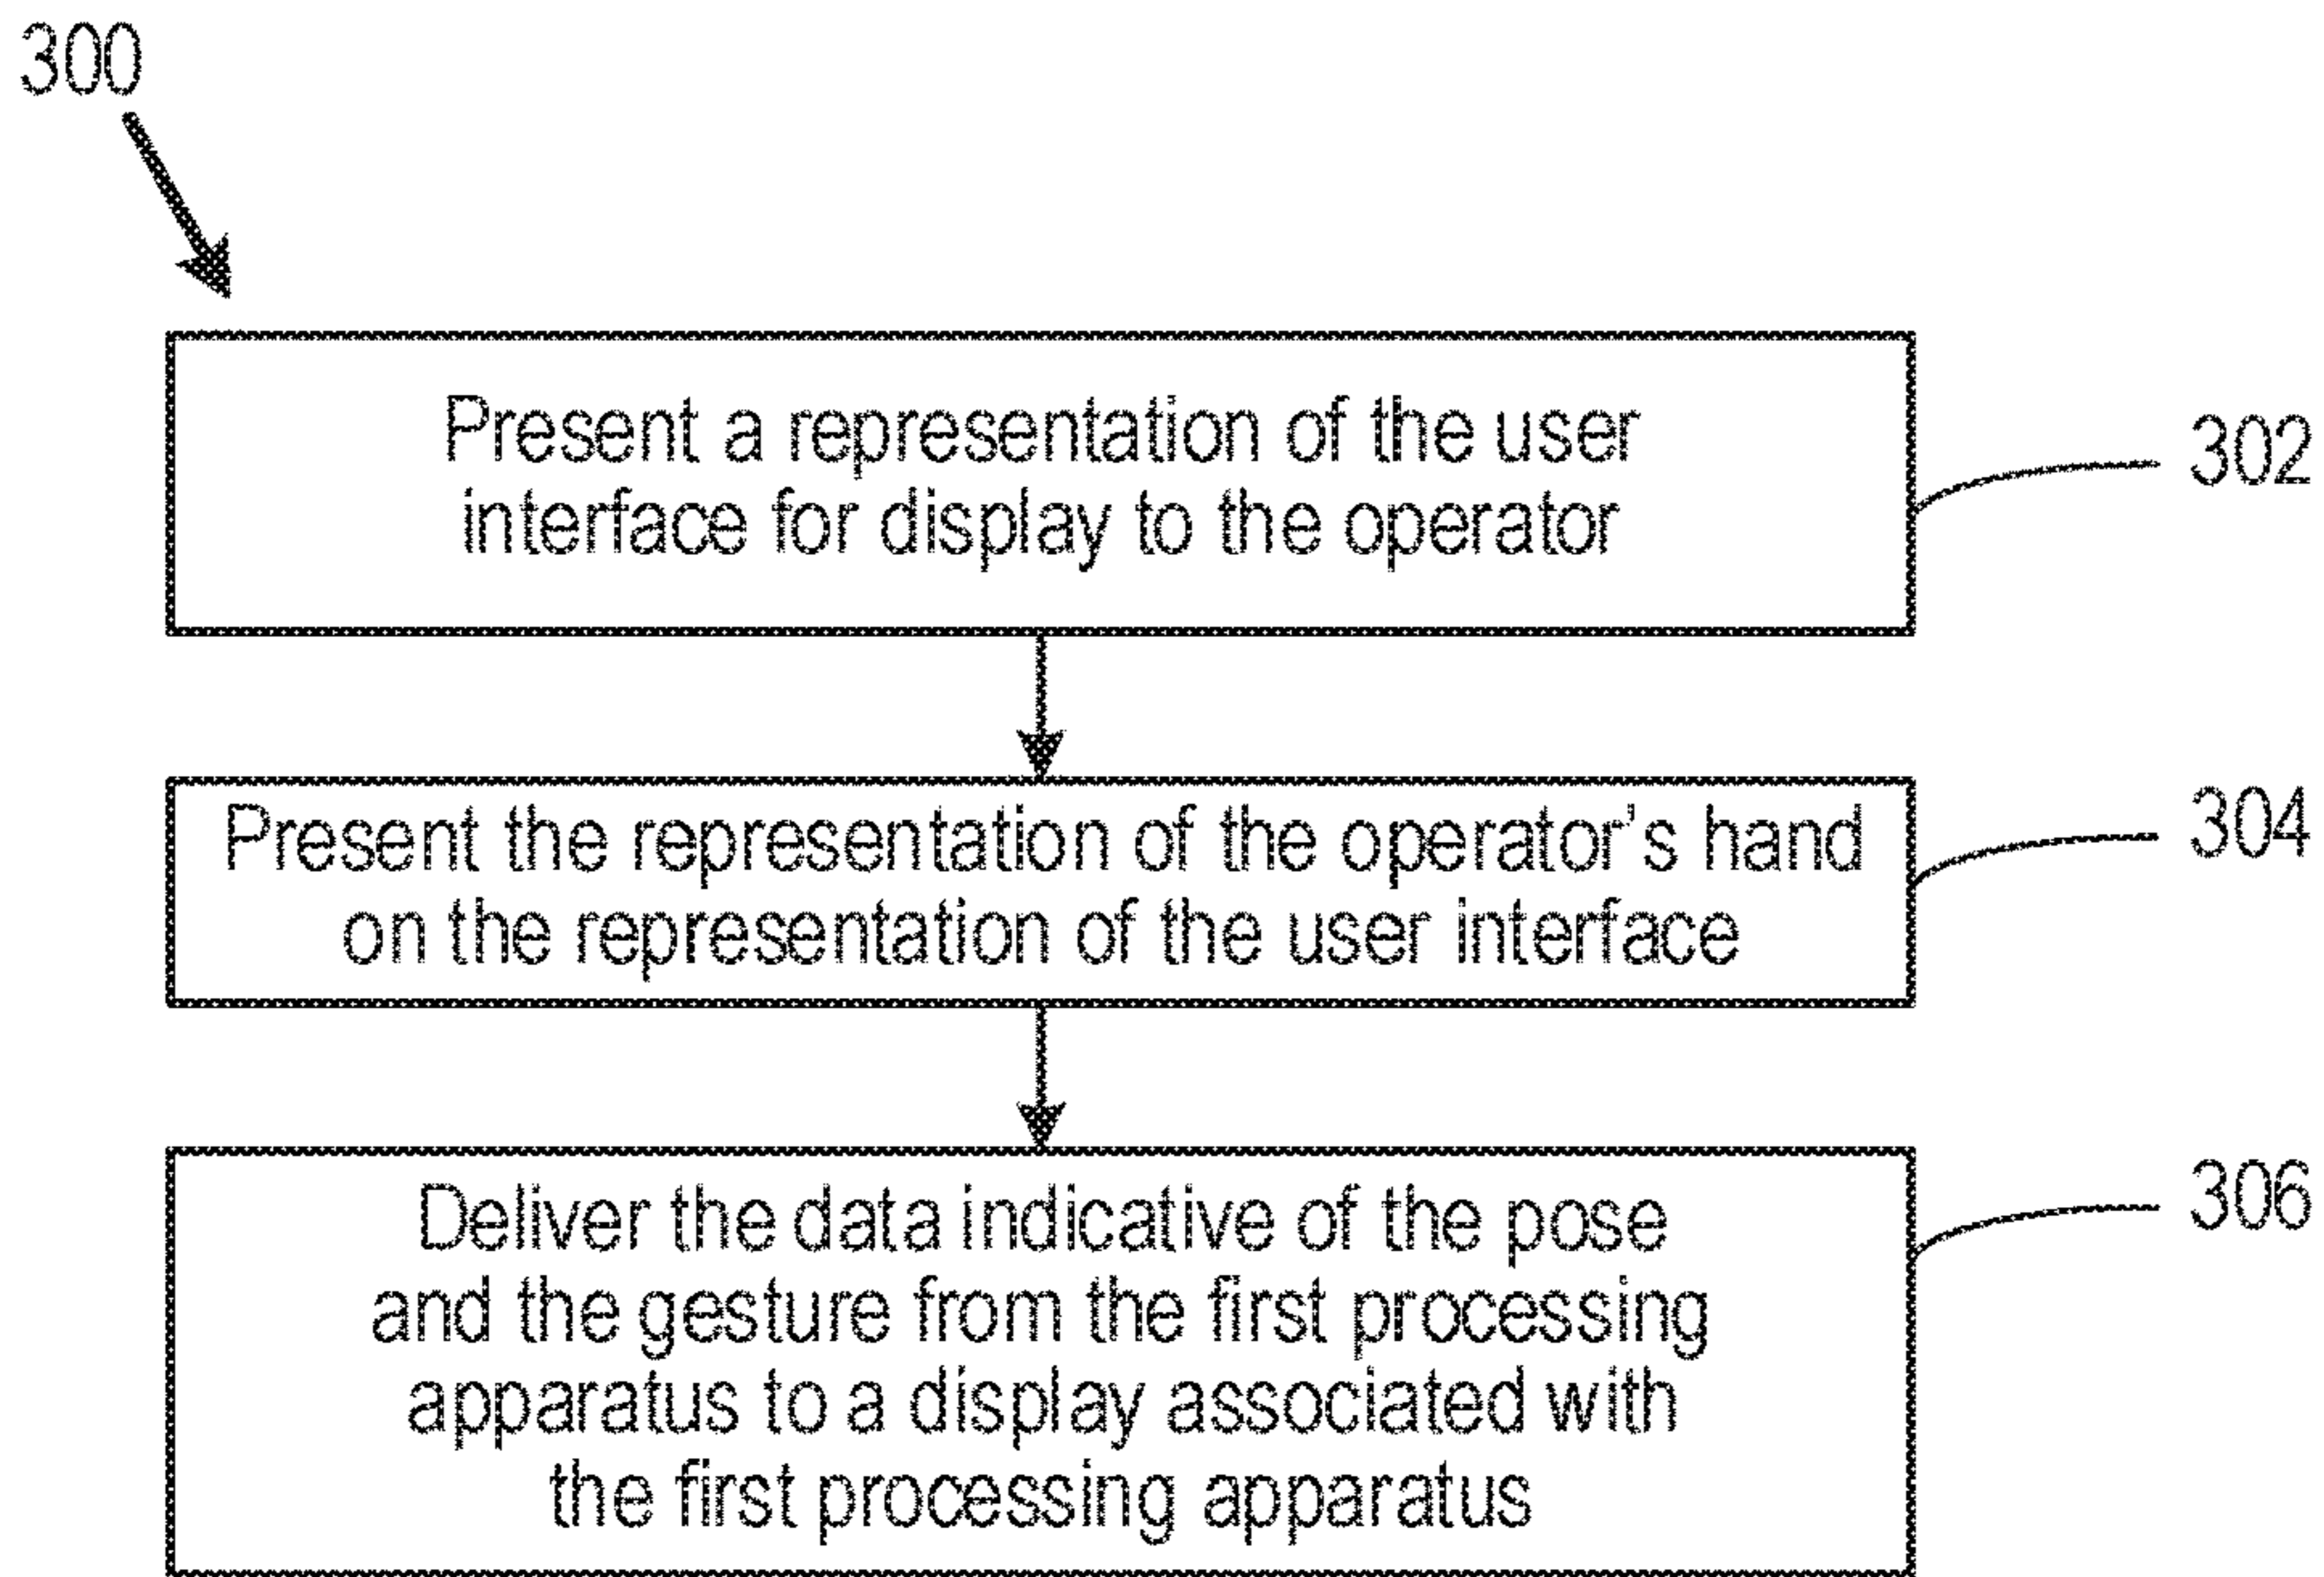 300
Present a representation of the user
interface for display to the operator
302
Present the representation of the operator's hand
on the representation of the user interface
304
Deliver the data indicative of the pose
and the gesture from the first processing
apparatus to a display associated with
the first processing apparatus
306